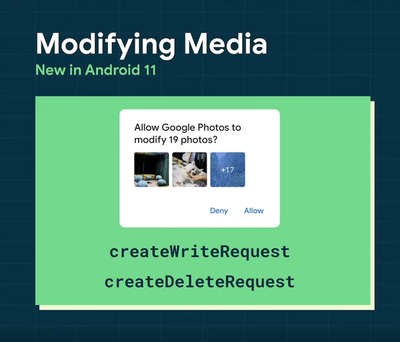 Modifying Media
New in Android 11
Allow Google Photos to
modify 19 photos?
+17
Deny Allow
createWriteRequest
createDeleteRequest